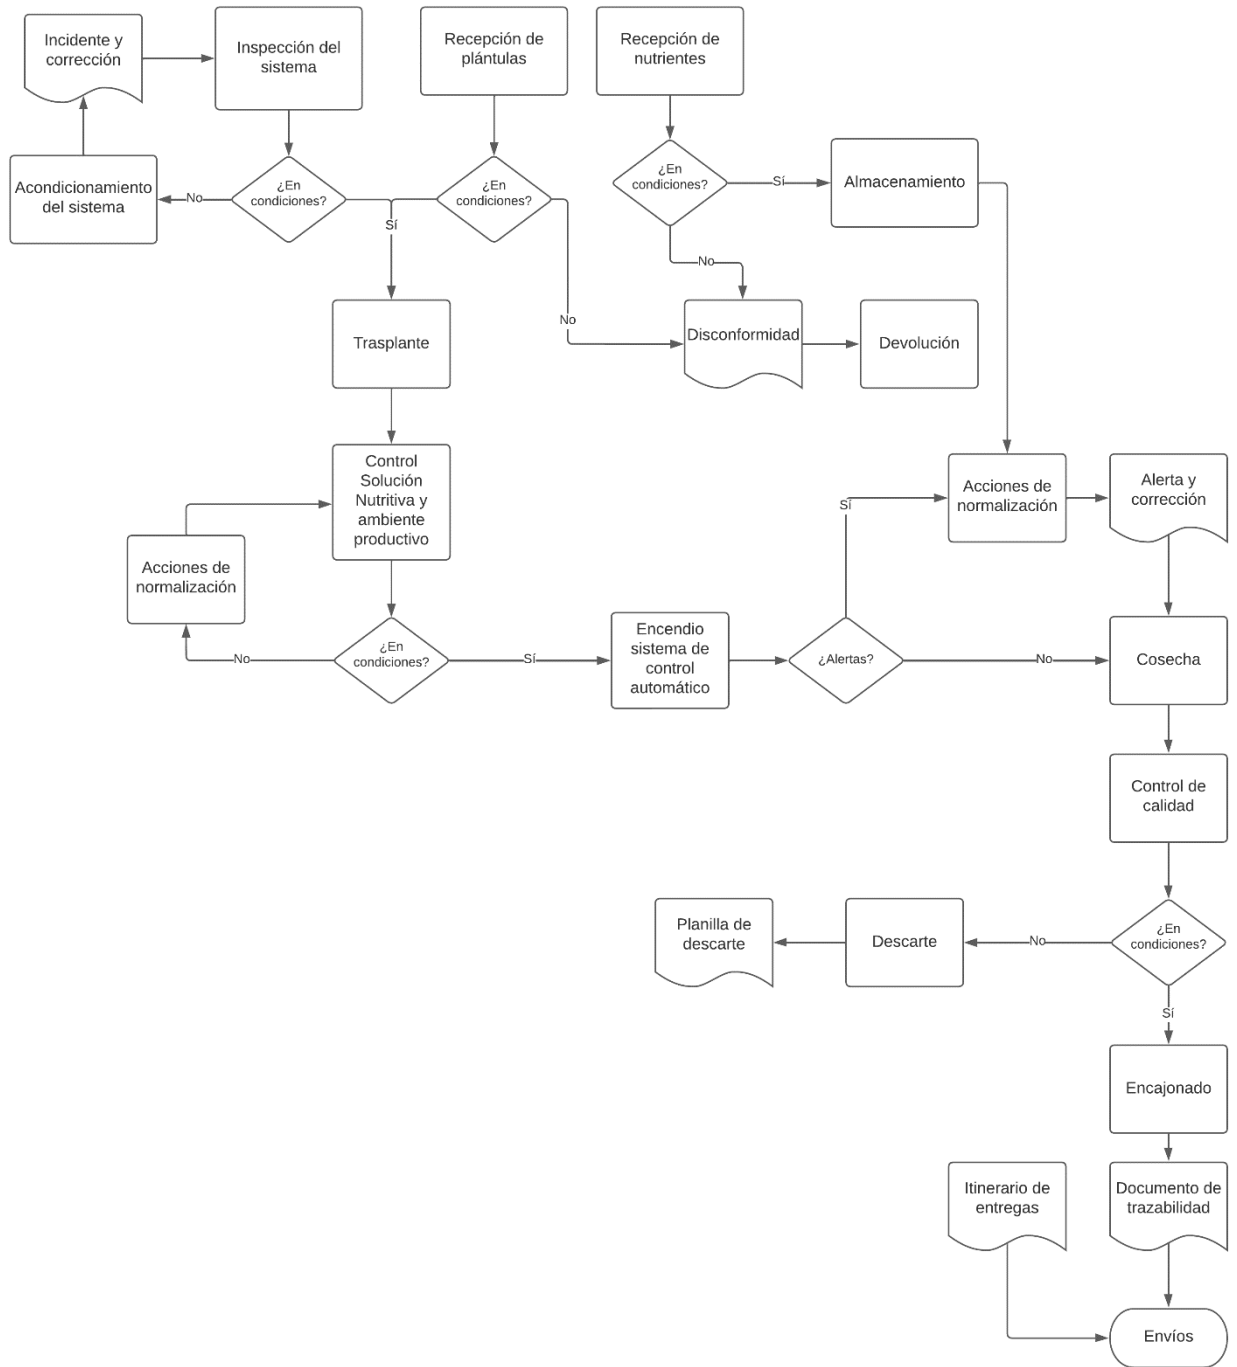 Incidente y
corrección
Inspección del
sistema
Recepción de
plántulas
Recepción de
nutrientes
Acondicionamiento
del sistema
No
¿En
condiciones?
Sí
¿En
condiciones?
¿En
condiciones?
Sí
Almacenamiento
No
No
Trasplante
Disconformidad
Devolución
Control
Solución
Nutritiva y
ambiente
productivo
Acciones de
normalización
Sí
Acciones de
normalización
Alerta y
corrección
No
¿En
condiciones?
Sí
Encendio
sistema de
control
automático
¿Alertas?
No
Cosecha
Control de
calidad
Planilla de
descarte
Descarte
No
¿En
condiciones?
Sí
Encajonado
Itinerario de
entregas
Documento de
trazabilidad
Envíos